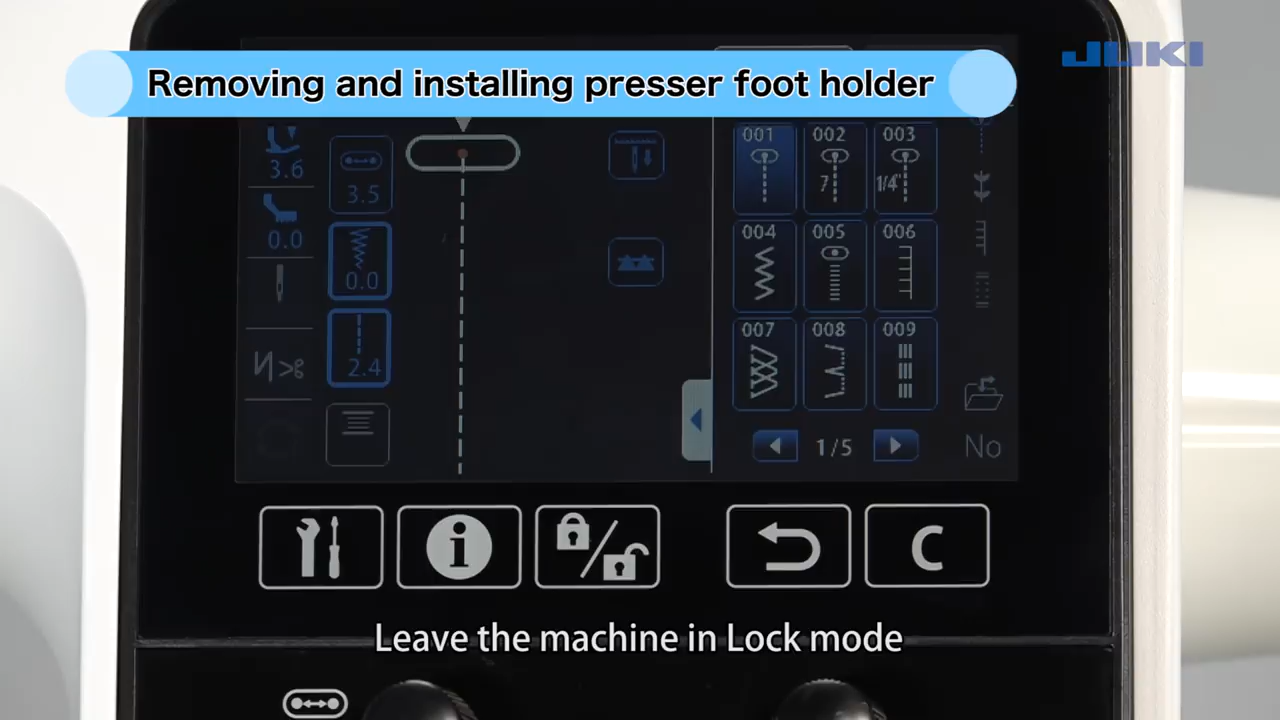 JUKI
Removing and installing presser foot holder
3.6
3.5
0.0
0.0
2.4
001
002
003
7
1/4"
004
005
006
007
008
009
1/5
No
i
C
Leave the machine in Lock mode